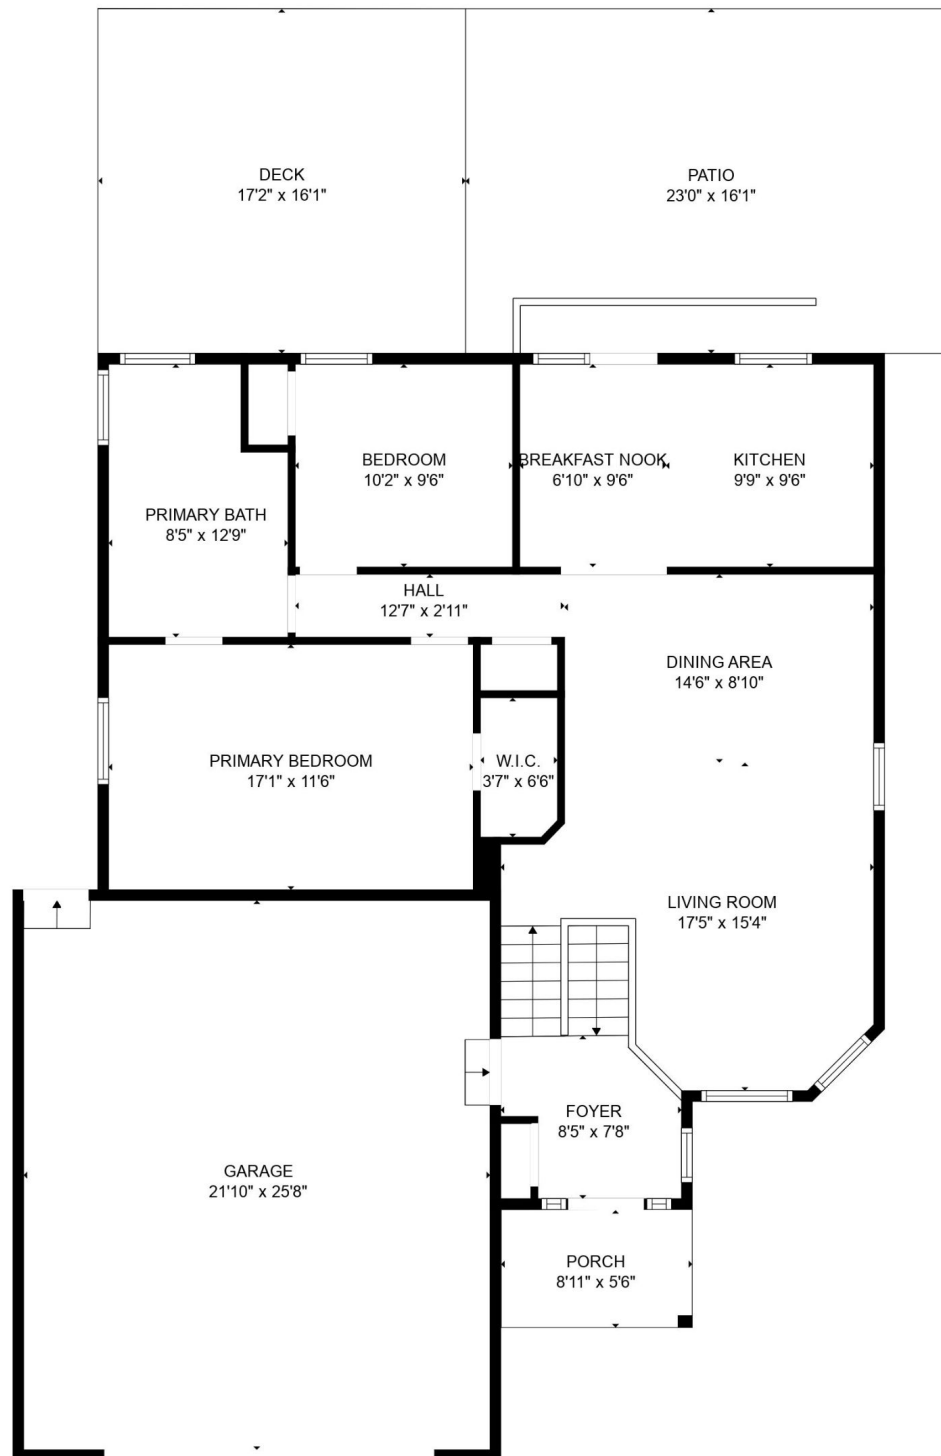 DECK
17'2" x 16'1"
PATIO
23'0" x 16'1"
BEDROOM
10'2" x 9'6"
BREAKFAST NOOK
6'10" x 9'6"
KITCHEN
9'9" x 9'6"
PRIMARY BATH
8'5" x 12'9"
HALL
12'7" x 2'11"
DINING AREA
14'6" x 8'10"
PRIMARY BEDROOM
17'1" x 11'6"
W.I.C.
3'7" x 6'6"
LIVING ROOM
17'5" x 15'4"
FOYER
8'5" x 7'8"
GARAGE
21'10" x 25'8"
PORCH
8'11" x 5'6"